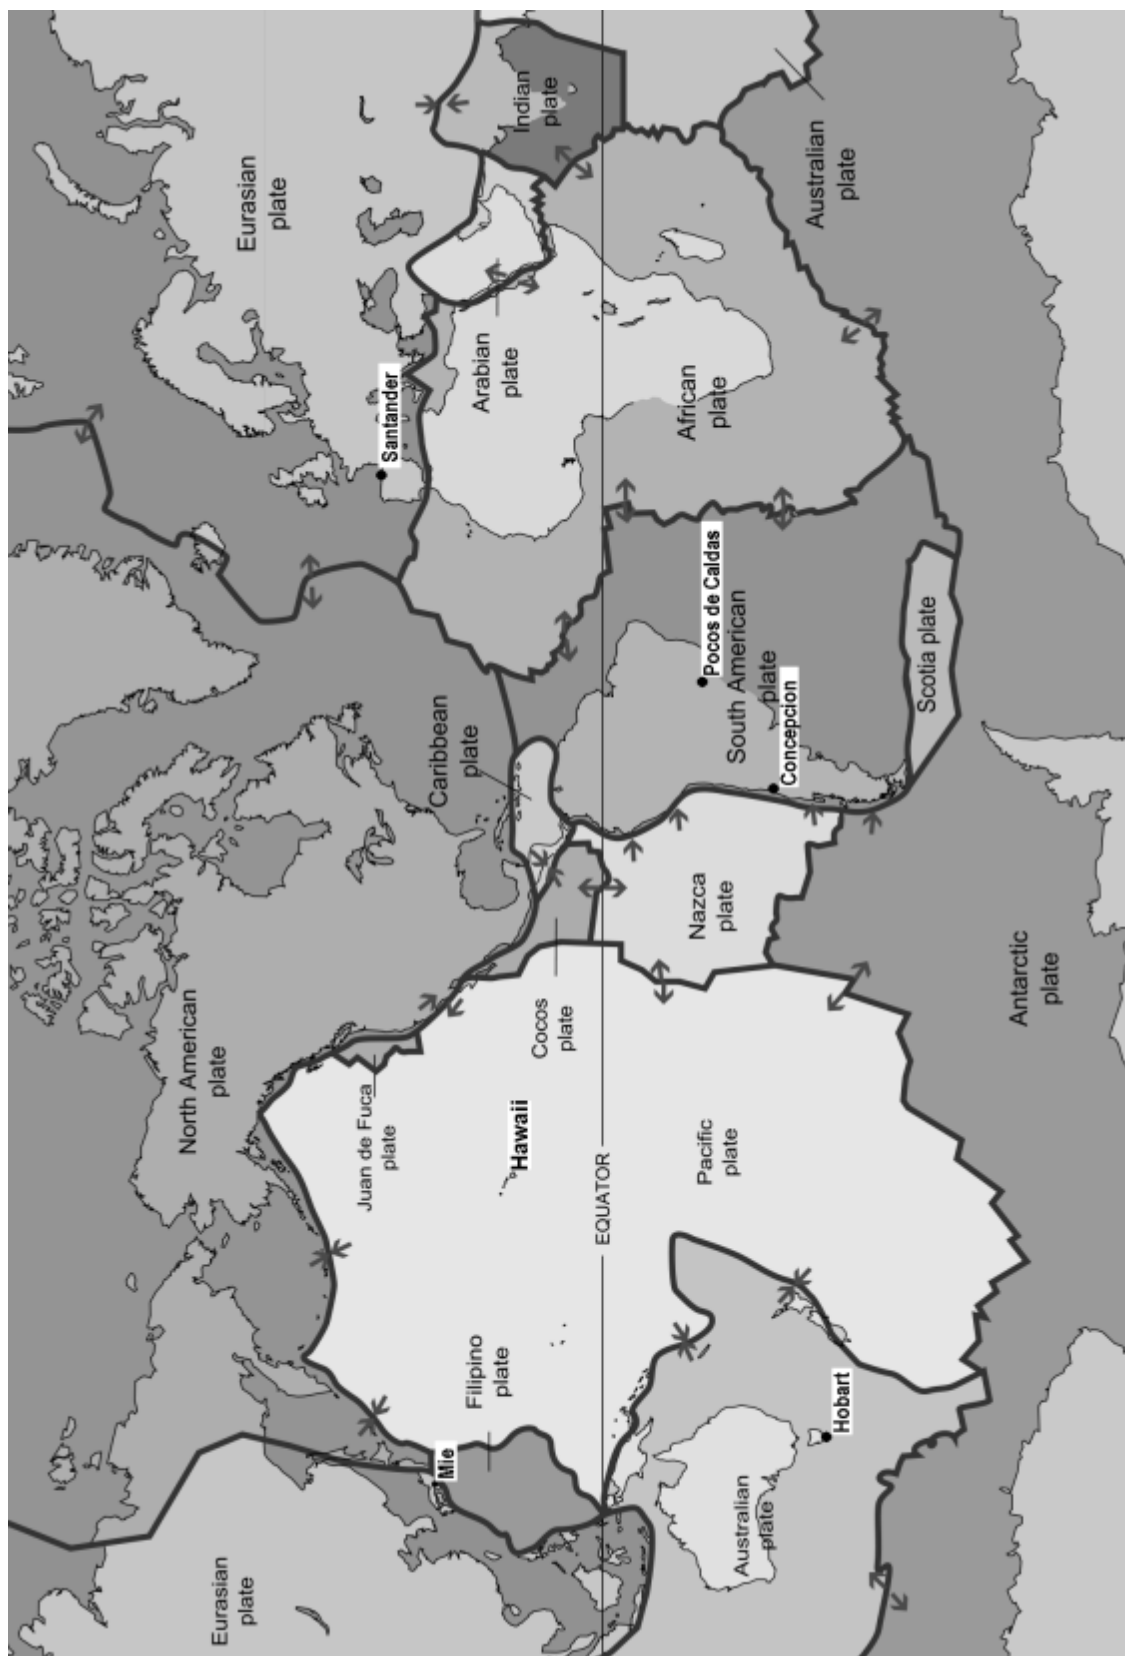 Eurasian
plate
North American
plate
Eurasian
plate
Juan de Fuca
plate
Caribbean
plate
Santander
Filipino
plate
Mie
Cocos
plate
Hawaii
Arabian
plate
Indian
plate
EQUATOR
Australian
plate
Hobart
Pacific
plate
Nazca
plate
South American
plate
Pocos de Caldas
Concepcion
African
plate
Australian
plate
Antarctic
plate
Scotia plate